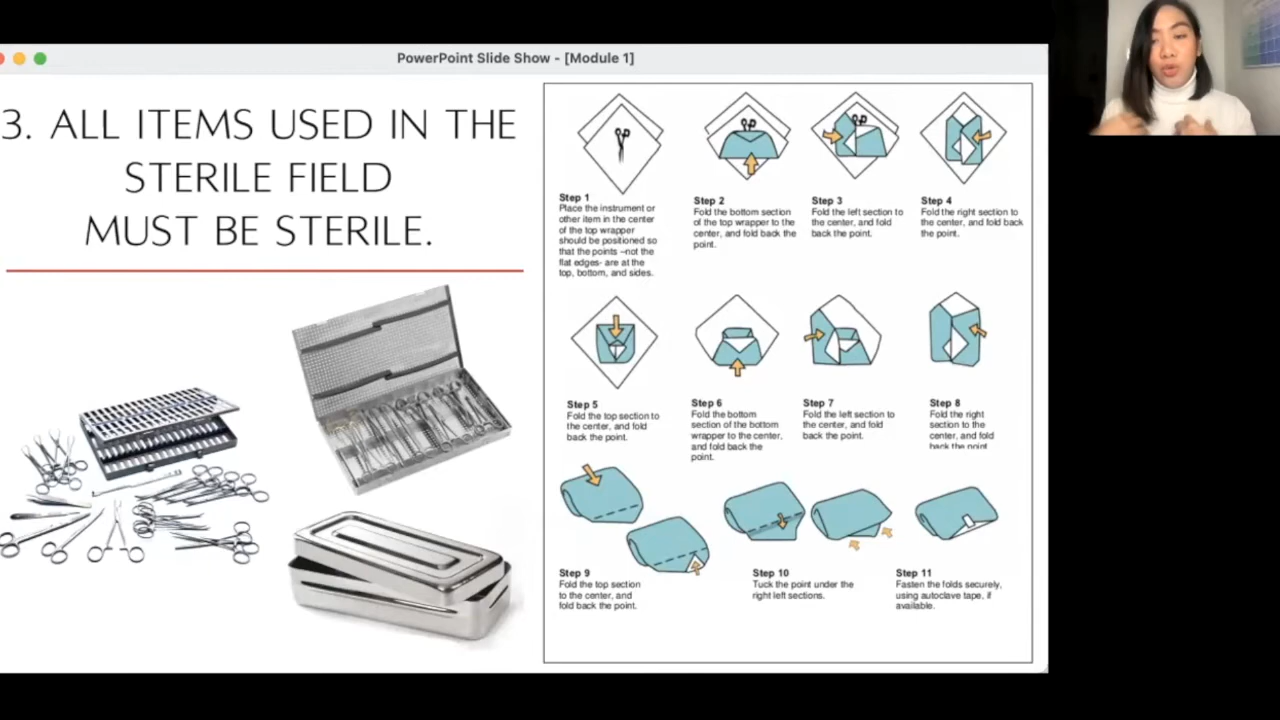 PowerPoint Slide Show - [Module 1]
3. ALL ITEMS USED IN THE
STERILE FIELD
MUST BE STERILE.
Step 1
Place the instrument or
other item in the center
of the top wrapper
should be positioned so
that the points –not the
flat edges- are at the
top, bottom, and sides.
Step 2
Fold the bottom section
of the top wrapper to the
center, and fold back the
point.
Step 3
Fold the left section to
the center, and fold
back the point.
Step 4
Fold the right section to
the center, and fold back
the point.
Step 5
Fold the top section to
the center, and fold
back the point.
Step 6
Fold the bottom
section of the bottom
wrapper to the center,
and fold back the
point.
Step 7
Fold the left section to
the center, and fold
back the point.
Step 8
Fold the right
section to the
center, and fold
back the point
Step 9
Fold the top section
to the center, and
fold back the point.
Step 10
Tuck the point under the
right left sections.
Step 11
Fasten the folds securely,
using autoclave tape, if
available.